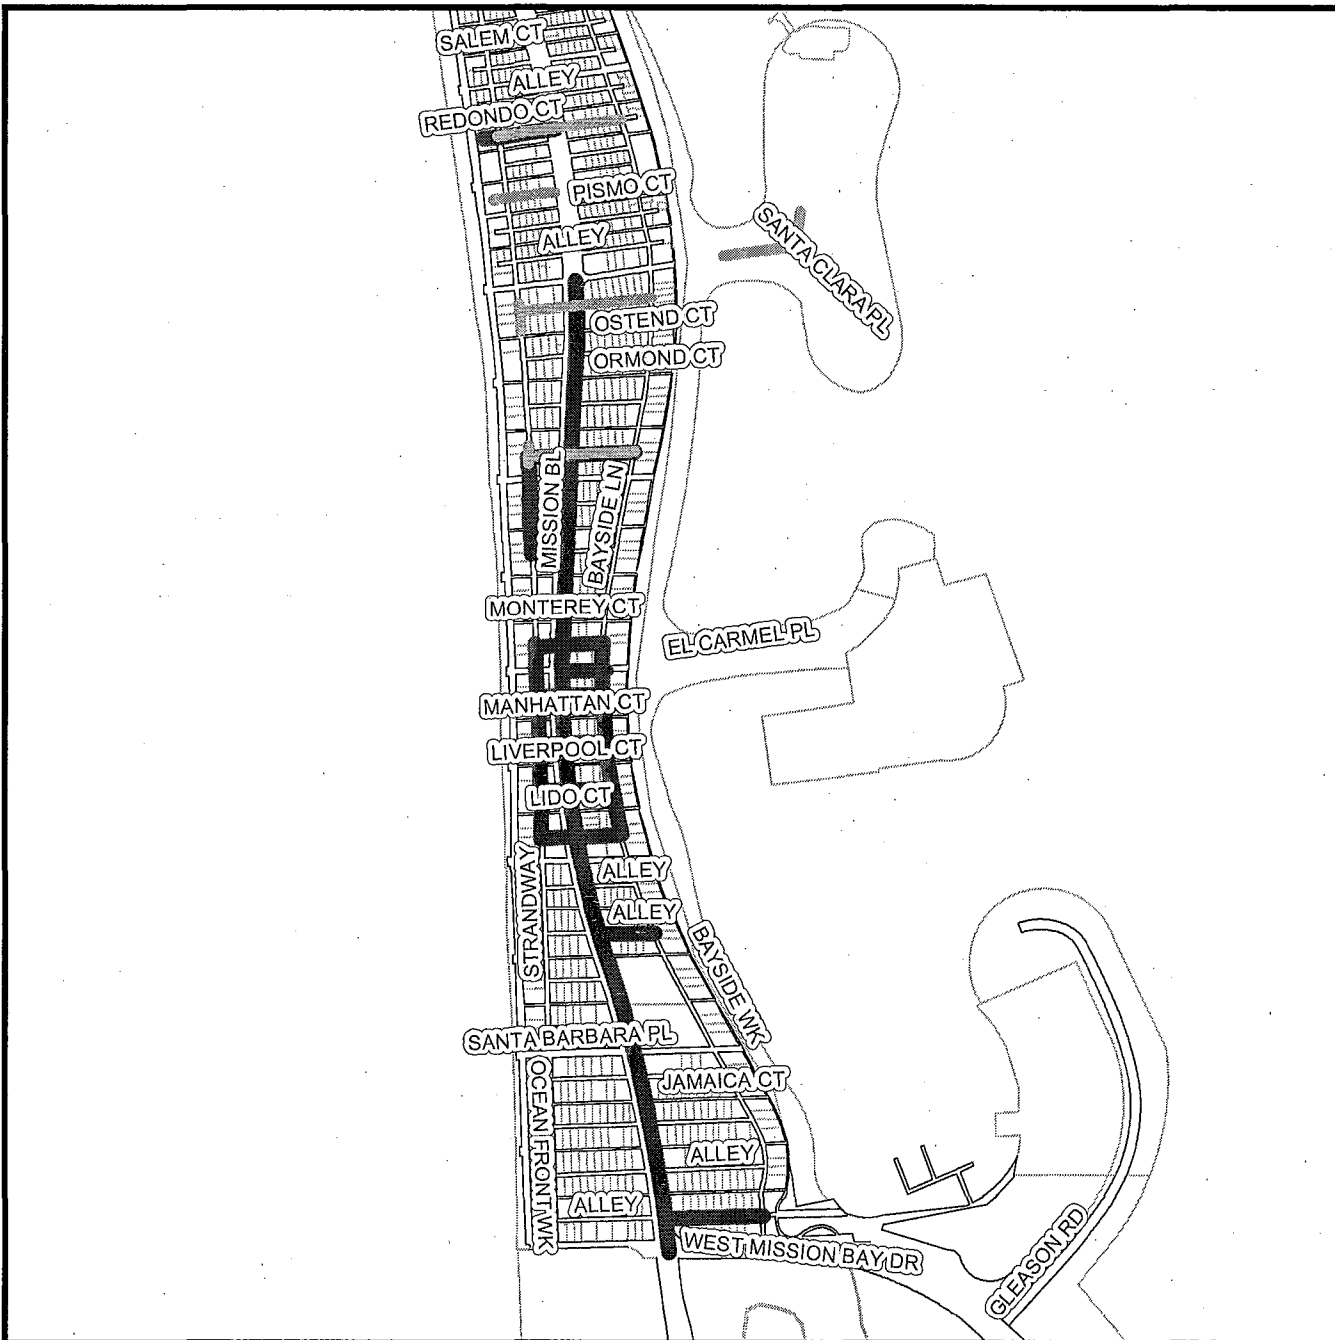 SALEM CT
ALLEY
REDONDO CT
PISMO CT
ALLEY
SANTA CLARA PL
OSTEND CT
ORMOND CT
MISSION BL
BAYSIDE LN
MONTEREY CT
EL CARMEL PL
MANHATTAN CT
LIVERPOOL CT
LIDO CT
STRANDWAY
ALLEY
ALLEY
BAYSIDE WK
SANTA BARBARA PL
OCEAN FRONT WK
JAMAICA CT
ALLEY
ALLEY
WEST MISSION BAY DR
GLEASON RD